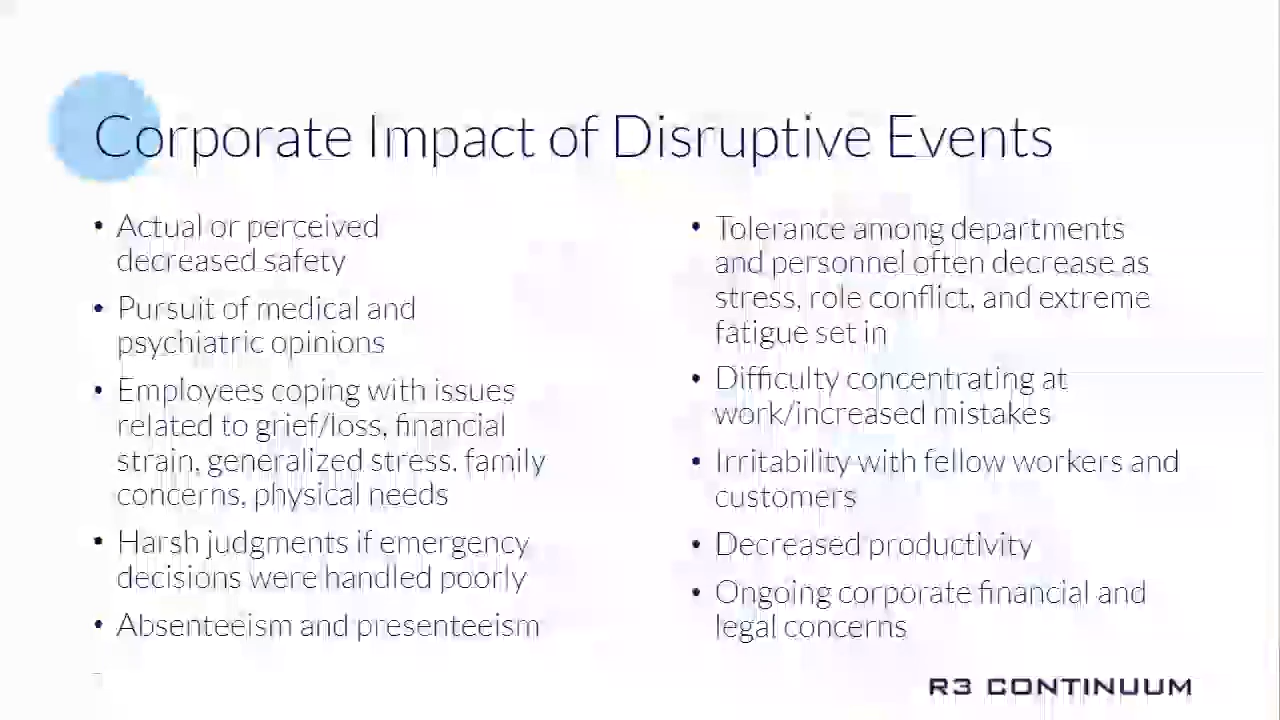 Corporate Impact of Disruptive Events
• Actual or perceived
decreased safety
• Pursuit of medical and
psychiatric opinions
• Employees coping with issues
related to grief/loss, financial
strain, generalized stress, family
concerns, physical needs
• Harsh judgments if emergency
decisions were handled poorly
• Absenteeism and presenteeism
• Tolerance among departments
and personnel often decrease as
stress, role conflict, and extreme
fatigue set in
• Difficulty concentrating at
work/increased mistakes
• Irritability with fellow workers and
customers
• Decreased productivity
• Ongoing corporate financial and
legal concerns
R3 CONTINUUM